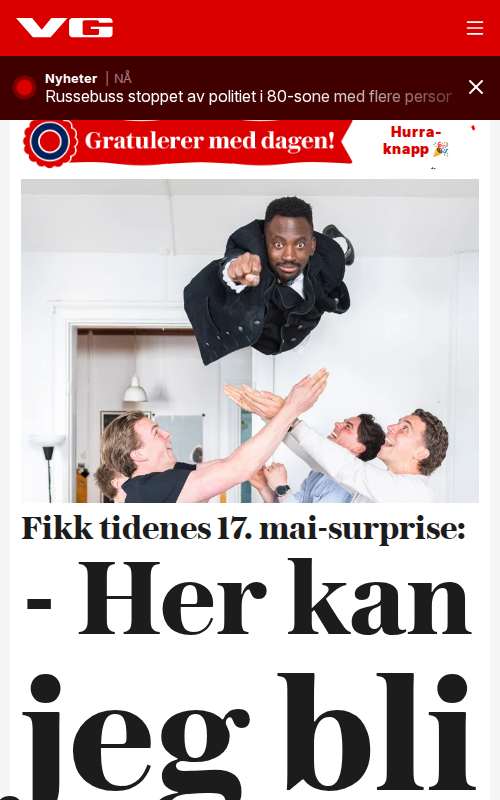 VG
Nyheter | NÅ
Russebuss stoppet av politiet i 80-sone med flere person
Gratulerer med dagen!
Hurra-
knapp 🎉
Fikk tidenes 17. mai-surprise:
- Her kan
jeg bli